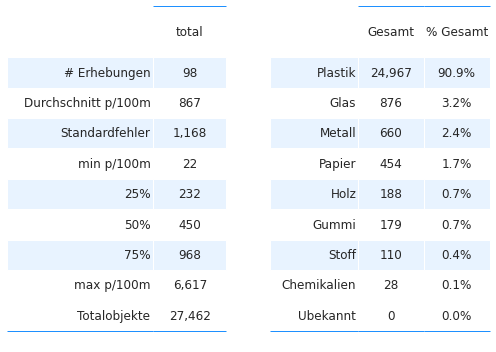 total
# Erhebungen 98
Durchschnitt p/100m 867
Standardfehler 1,168
min p/100m 22
25% 232
50% 450
75% 968
max p/100m 6,617
Totalobjekte 27,462
Gesamt % Gesamt
Plastik 24,967 90.9%
Glas 876 3.2%
Metall 660 2.4%
Papier 454 1.7%
Holz 188 0.7%
Gummi 179 0.7%
Stoff 110 0.4%
Chemikalien 28 0.1%
Ubekannt 0 0.0%